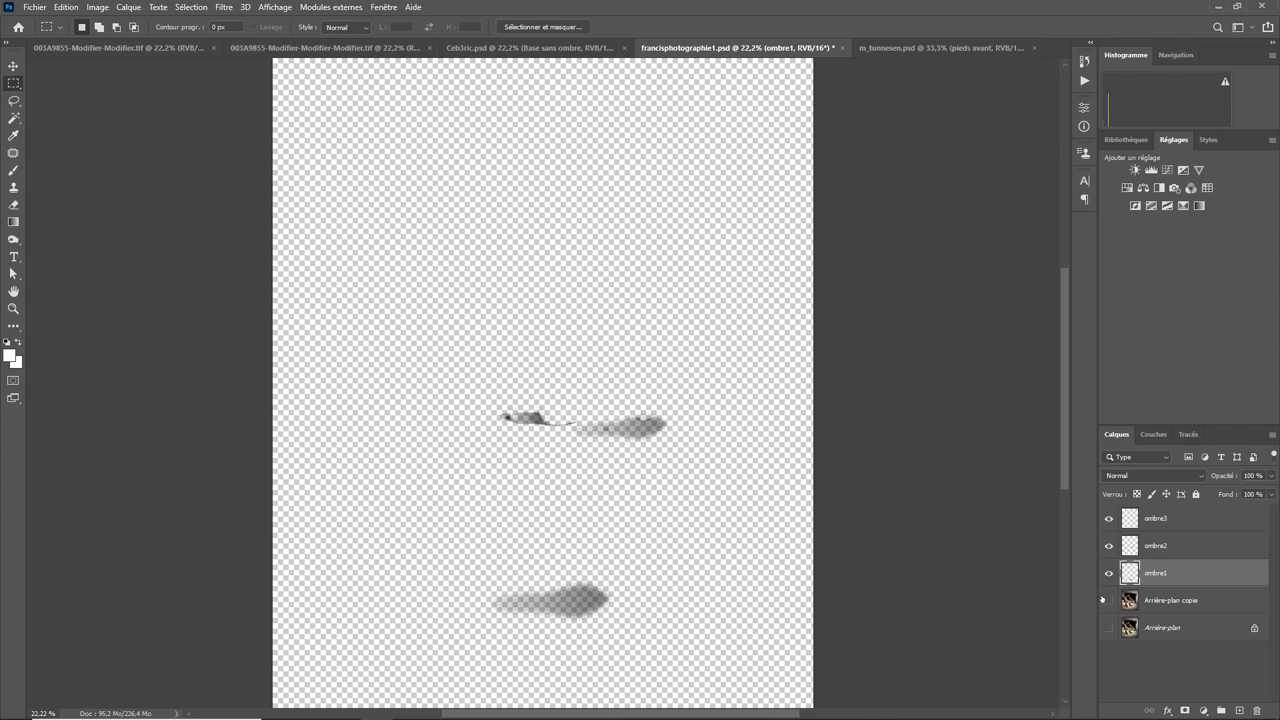 Fichier Edition Image Calque Texte Sélection Filtre 3D Affichage Modules externes Fenêtre Aide
Contour progr. : 0 px Lissage Style : Normal L : H : Sélectionner et masquer...
003A9855-Modifier-Modifier.tif @ 22,2% (RVB/... × 003A9855-Modifier-Modifier.tif @ 22,2% (R... × Ceb3ric.psd @ 22,2% (Base sans ombre, RVB/1... × francisphotographie1.psd @ 22,2% (ombre1, RVB/16*) * × m_tunnesen.psd @ 33,3% (pieds avant, RVB/1... ×
Histogramme Navigation
Bibliothèques Réglages Styles
Ajouter un réglage
Calques Couches Tracés
Type
Normal Opacité : 100 %
Verrou : Fond : 100 %
ombre3
ombre2
ombre1
Arrière-plan copie
Arrière-plan
22,22 % Doc : 95,2 Mo/226,4 Mo